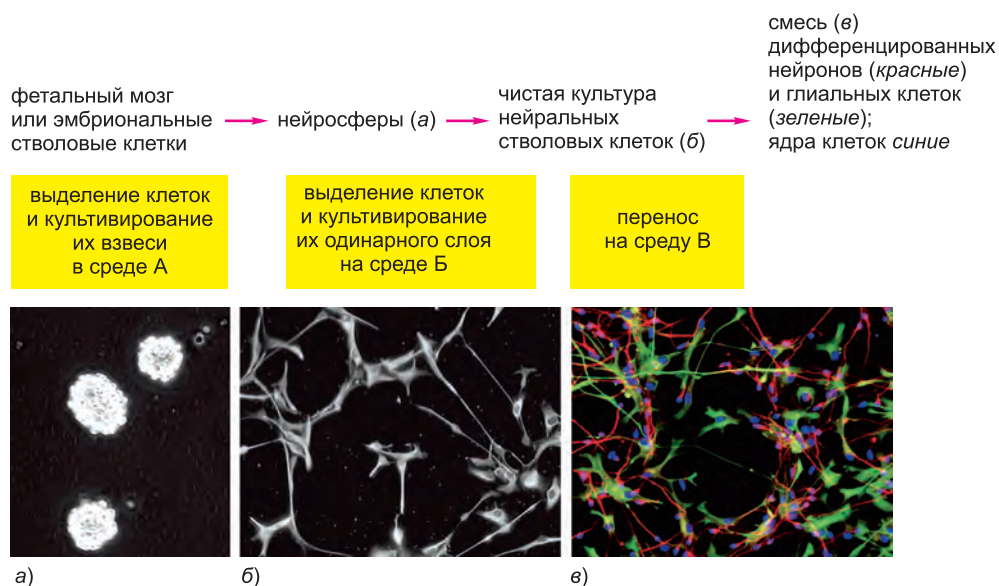 фетальный мозг
или эмбриональные
стволовые клетки
нейросферы (а)
чистая культура
нейральных
стволовых клеток (б)
смесь (в)
дифференцированных
нейронов (красные)
и глиальных клеток
(зеленые);
ядра клеток синие
выделение клеток
и культивирование
их взвеси
в среде А
выделение клеток
и культивирование
их одинарного слоя
на среде Б
перенос
на среду В
а)
б)
в)